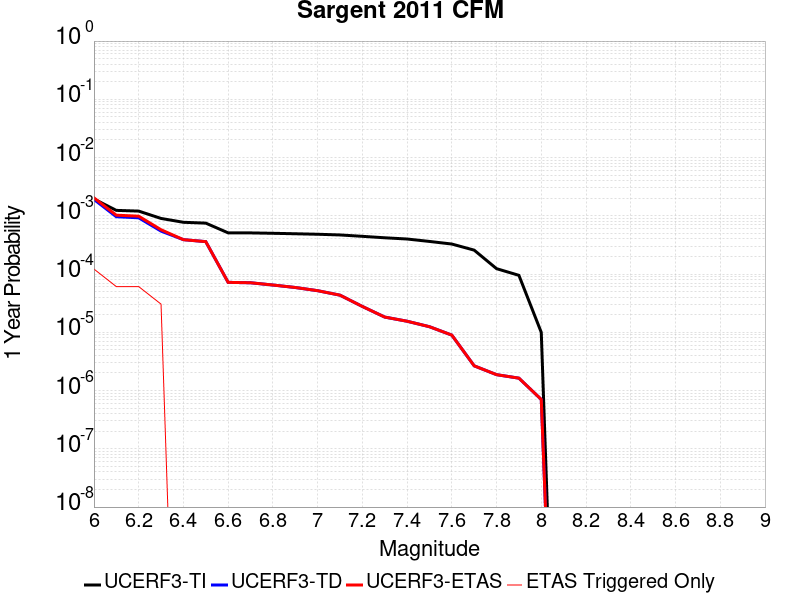 Sargent 2011 CFM
10^0
10^-1
10^-2
10^-3
10^-4
10^-5
10^-6
10^-7
10^-8
1 Year Probability
6 6.2 6.4 6.6 6.8 7 7.2 7.4 7.6 7.8 8 8.2 8.4 8.6 8.8 9
Magnitude
UCERF3-TI UCERF3-TD UCERF3-ETAS ETAS Triggered Only